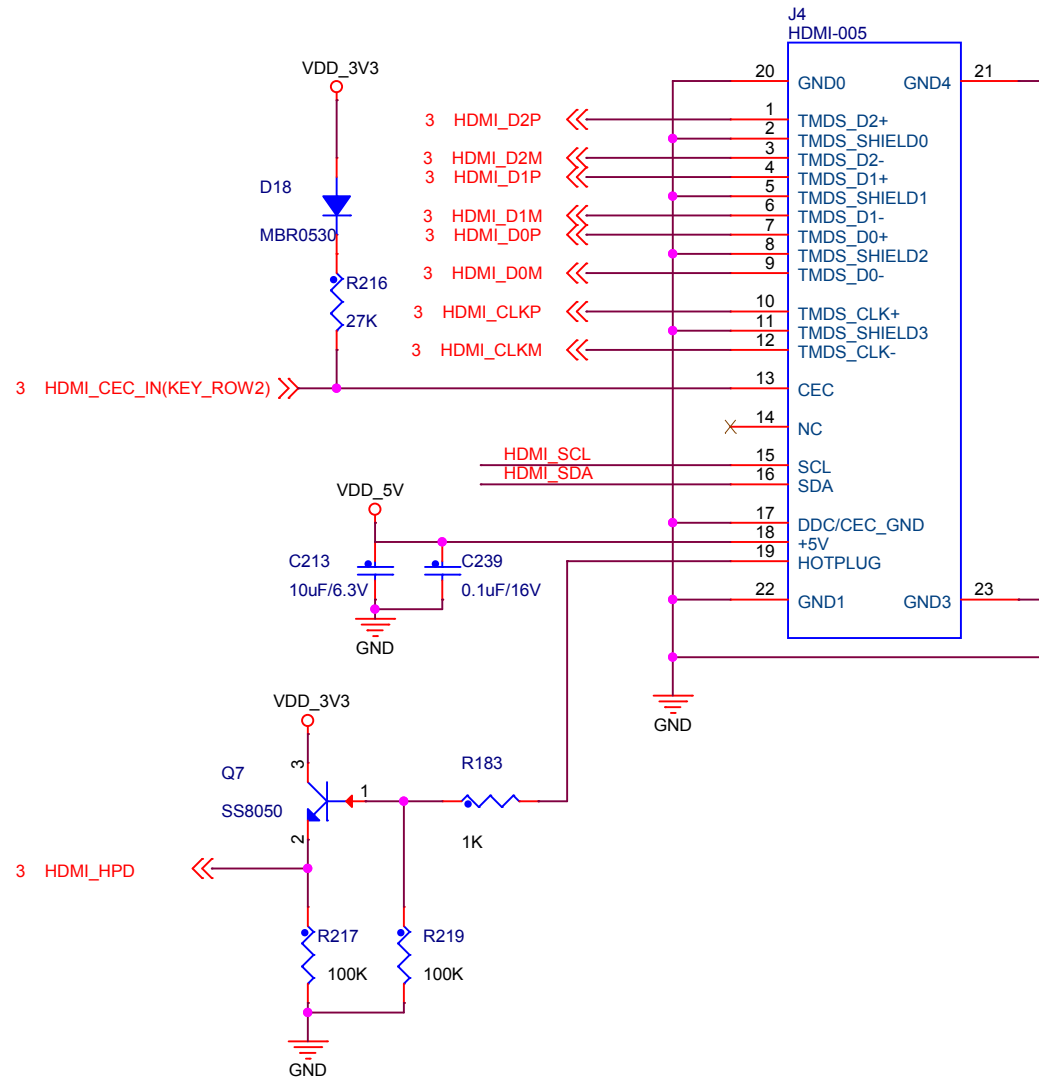 J4
HDMI-005
VDD_3V3
20 GND0 GND4 21
3 HDMI_D2P 1 TMDS_D2+
2 TMDS_SHIELD0
3 HDMI_D2M 3 TMDS_D2-
3 HDMI_D1P 4 TMDS_D1+
D18
5 TMDS_SHIELD1
3 HDMI_D1M 6 TMDS_D1-
MBR0530
3 HDMI_D0P 7 TMDS_D0+
8 TMDS_SHIELD2
3 HDMI_D0M 9 TMDS_D0-
R216
27K
3 HDMI_CLKP 10 TMDS_CLK+
11 TMDS_SHIELD3
3 HDMI_CLKM 12 TMDS_CLK-
3 HDMI_CEC_IN(KEY_ROW2) 13 CEC
14 NC
HDMI_SCL 15 SCL
HDMI_SDA 16 SDA
VDD_5V
17 DDC/CEC_GND
18 +5V
19 HOTPLUG
C213 C239
10uF/6.3V 0.1uF/16V
22 GND1 GND3 23
GND
GND
VDD_3V3
3
Q7
R183
1
SS8050
1K
2
3 HDMI_HPD
R217 R219
100K 100K
GND